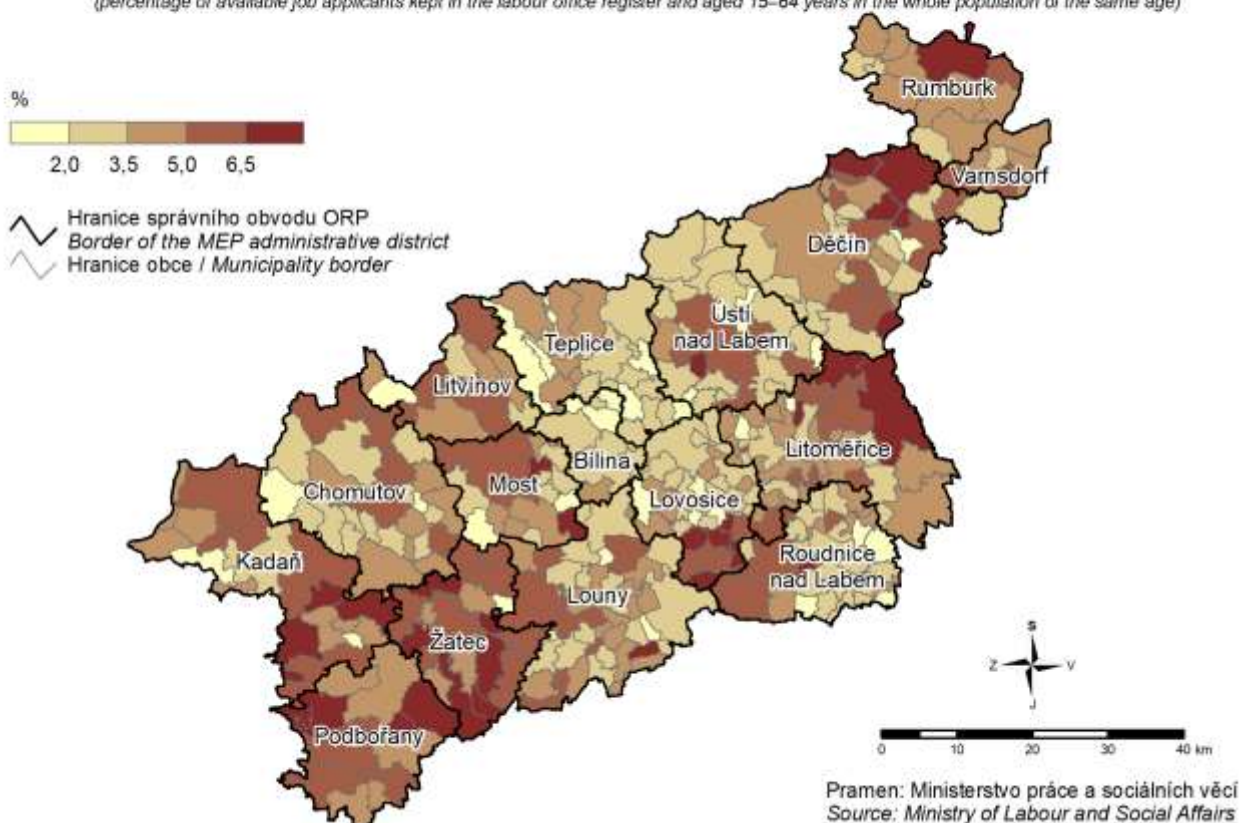 (percentage of available job applicants kept in the labour office register and aged 15–64 years in the whole population of the same age)
%
2,0 3,5 5,0 6,5
Hranice správního obvodu ORP
Border of the MEP administrative district
Hranice obce / Municipality border
Rumburk
Varnsdorf
Děčín
Ústí
nad Labem
Teplice
Litvínov
Litoměřice
Bílina
Most
Chomutov
Lovosice
Kadaň
Roudnice
nad Labem
Louny
Žatec
Podbořany
S
Z V
J
0 10 20 30 40 km
Pramen: Ministerstvo práce a sociálních věcí
Source: Ministry of Labour and Social Affairs